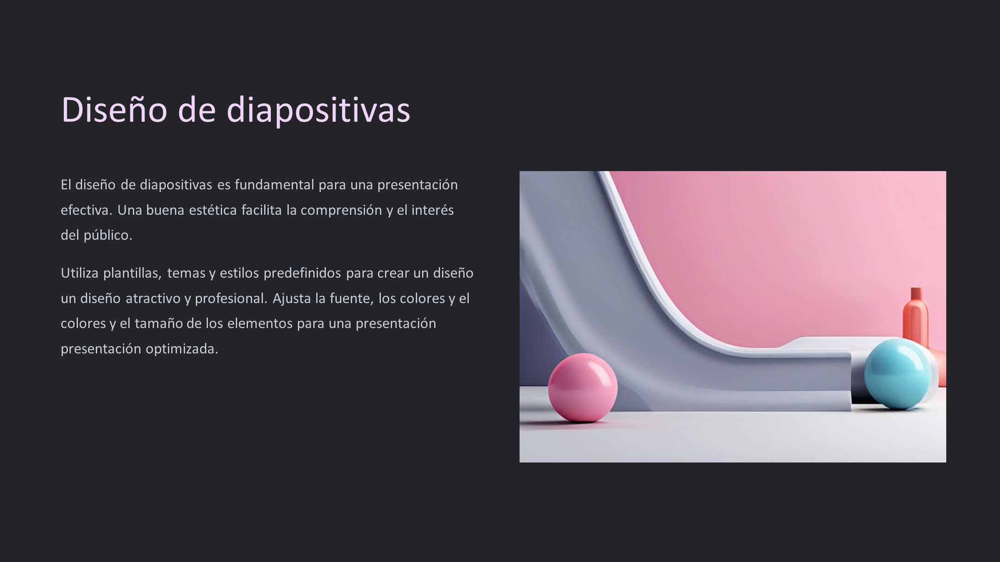 Diseño de diapositivas
El diseño de diapositivas es fundamental para una presentación
efectiva. Una buena estética facilita la comprensión y el interés
del público.
Utiliza plantillas, temas y estilos predefinidos para crear un diseño
un diseño atractivo y profesional. Ajusta la fuente, los colores y el
colores y el tamaño de los elementos para una presentación
presentación optimizada.